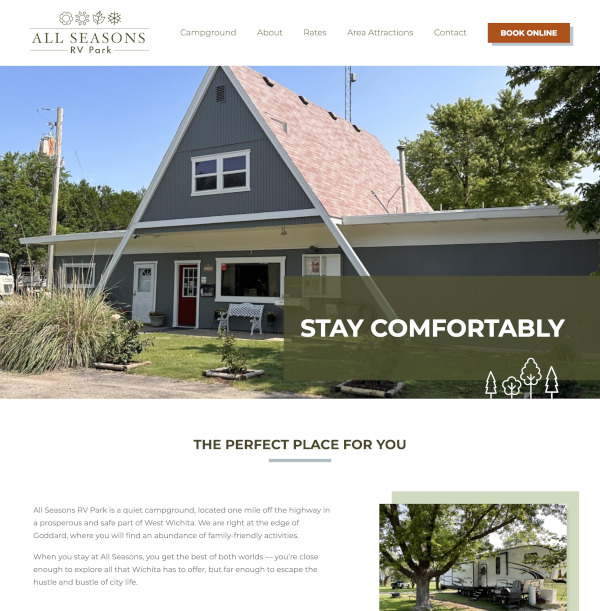 ALL SEASONS
RV Park
Campground About Rates Area Attractions Contact BOOK ONLINE
STAY COMFORTABLY
THE PERFECT PLACE FOR YOU
All Seasons RV Park is a quiet campground, located one mile off the highway in
a prosperous and safe part of West Wichita. We are right at the edge of
Goddard, where you will find an abundance of family-friendly activities.
When you stay at All Seasons, you get the best of both worlds — you're close
enough to explore all that Wichita has to offer, but far enough to escape the
hustle and bustle of city life.